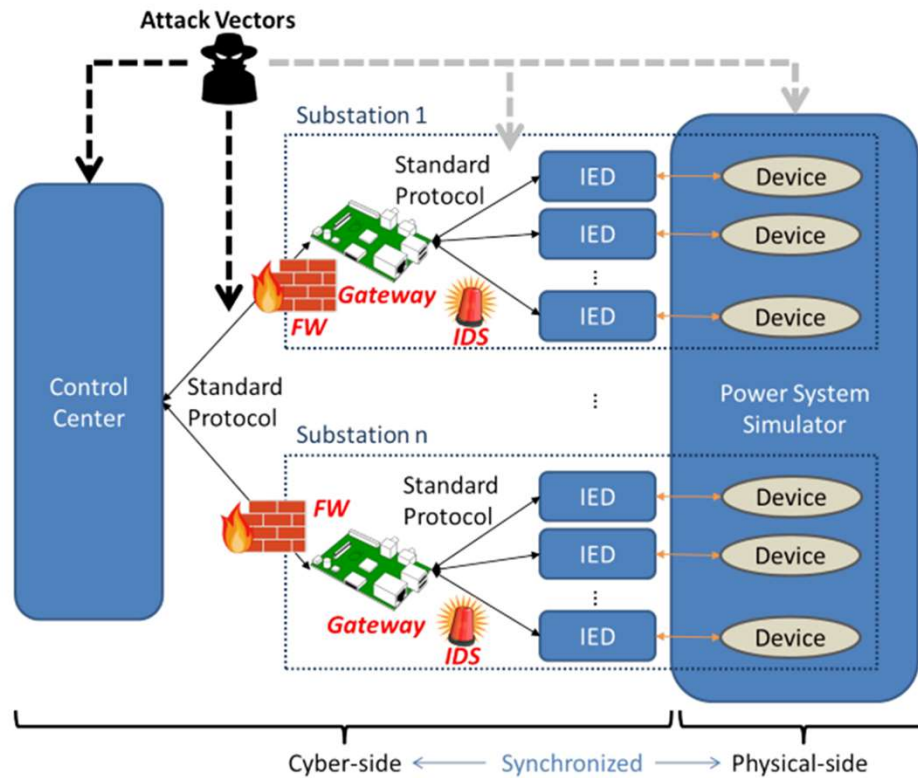 Attack Vectors
Substation 1
Standard
Protocol
IED
Device
IED
Device
Gateway
FW
IDS
IED
Device
Control
Center
Standard
Protocol
Power System
Simulator
Substation n
FW
Standard
Protocol
IED
Device
IED
Device
Gateway
IDS
IED
Device
Cyber-side
Synchronized
Physical-side